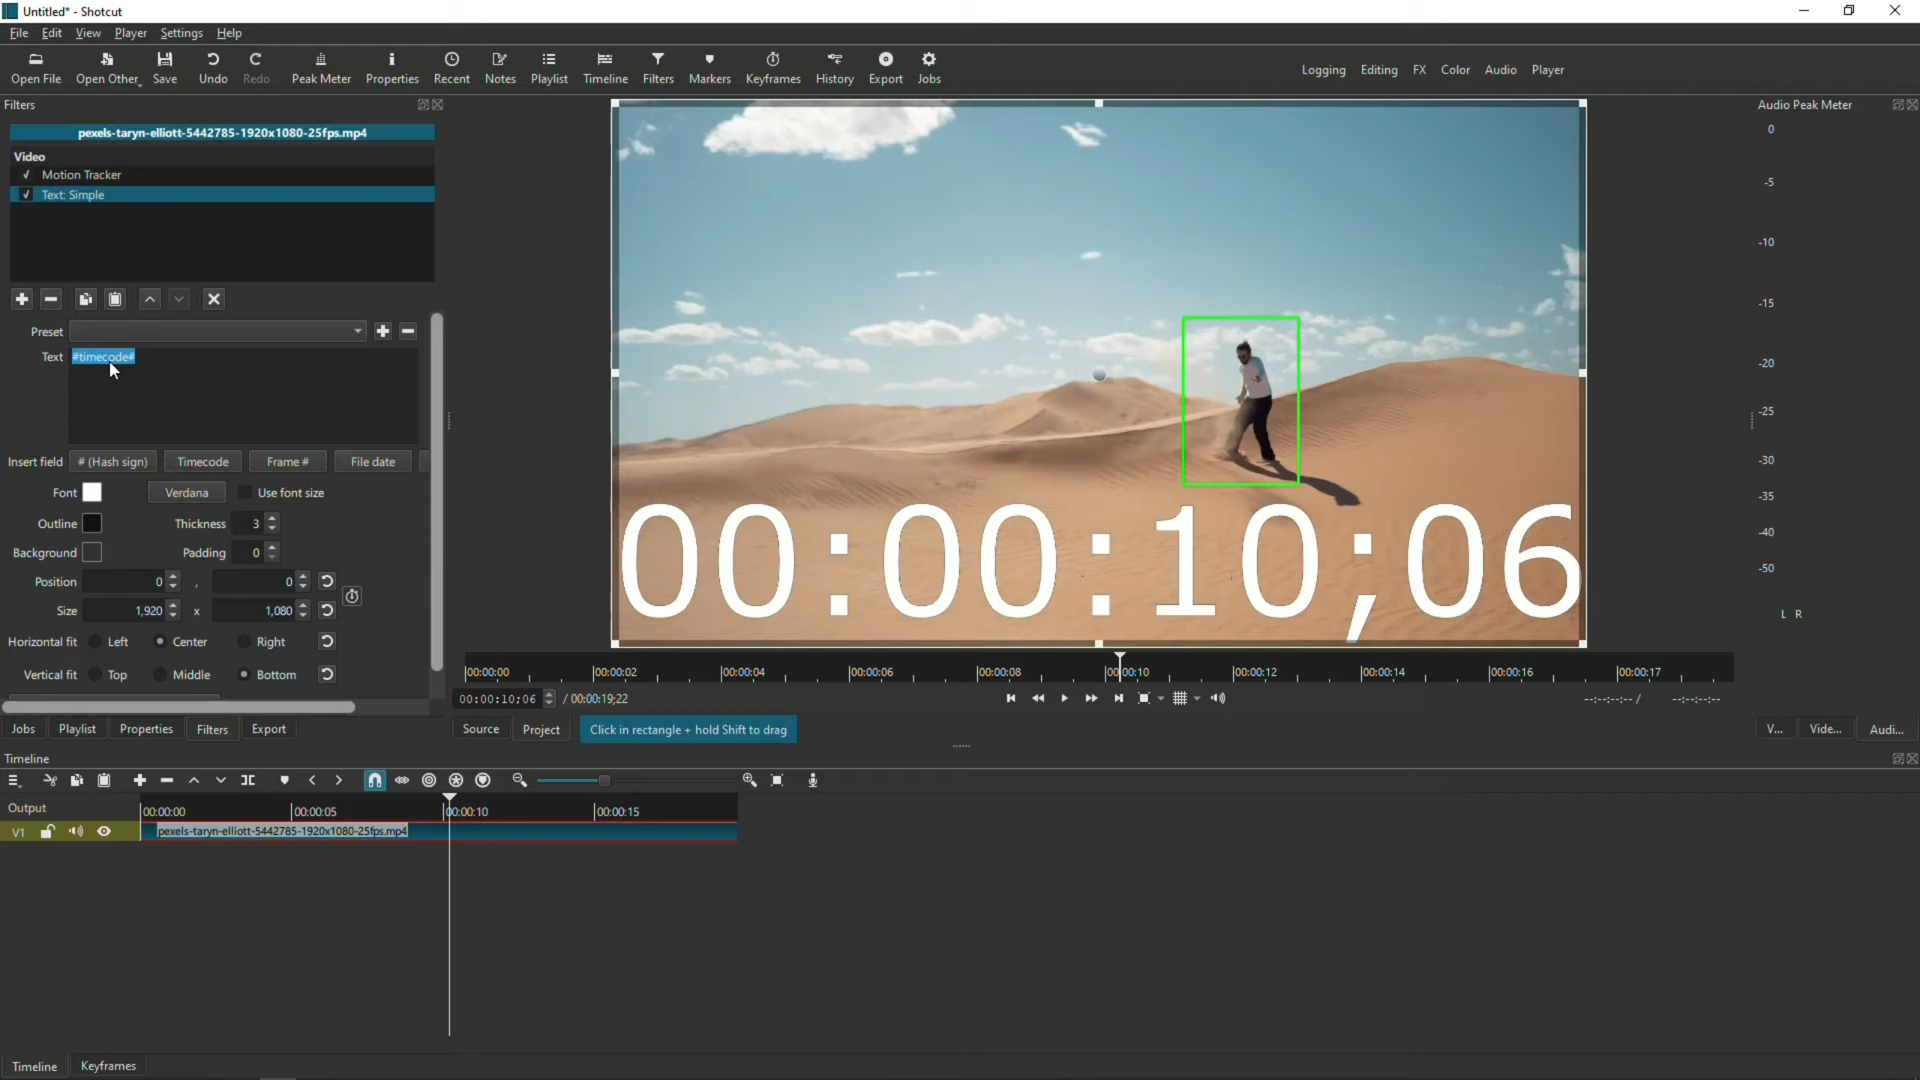 Untitled* - Shotcut
File Edit View Player Settings Help
Open File Open Other Save Undo Redo Peak Meter Properties Recent Notes Playlist Timeline Filters Markers Keyframes History Export Jobs
Logging Editing FX Color Audio Player
Filters
Audio Peak Meter
pexels-taryn-elliott-5442785-1920x1080-25fps.mp4
Video
Motion Tracker
Text: Simple
Preset
Text #timecode#
Insert field # (Hash sign) Timecode Frame # File date
Font Verdana Use font size
Outline Thickness 3
Background Padding 0
Position 0 , 0
Size 1,920 x 1,080
Horizontal fit Left Center Right
Vertical fit Top Middle Bottom
00:00:10;06
0
-5
-10
-15
-20
-25
-30
-35
-40
-50
L R
00:00:00 00:00:02 00:00:04 00:00:06 00:00:08 00:00:10 00:00:12 00:00:14 00:00:16 00:00:17
00:00:10;06 / 00:00:19;22
--:--:--:-- / --:--:--:--
Jobs Playlist Properties Filters Export
Source Project Click in rectangle + hold Shift to drag
V... Vide... Audi...
Timeline
Output
00:00:00 00:00:05 00:00:10 00:00:15
V1 pexels-taryn-elliott-5442785-1920x1080-25fps.mp4
Timeline Keyframes